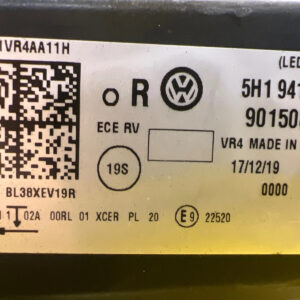 1VR4AA11H
(LED
R
5H1 941
ECE RV
VR4 MADE IN
19S
17/12/19
0000
BL38XEV19R
02A 00RL 01 XCER PL 20 E9 22520